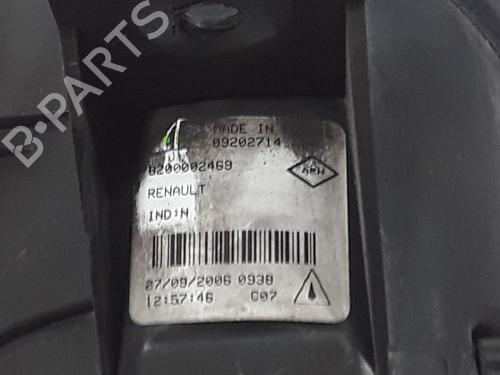 B-PARTS
MADE IN
89202714
8200002469
RENAULT
IND:N
27/09/2006 0938
12:57:46 C07